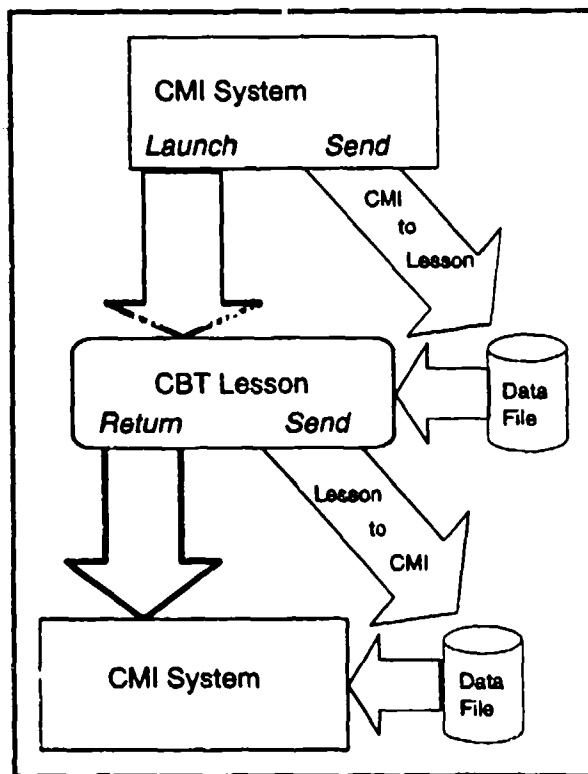 CMI System
Launch Send
CMI
to
Lesson
CBT Lesson
Return Send
Data
File
Lesson
to
CMI
CMI System
Data
File